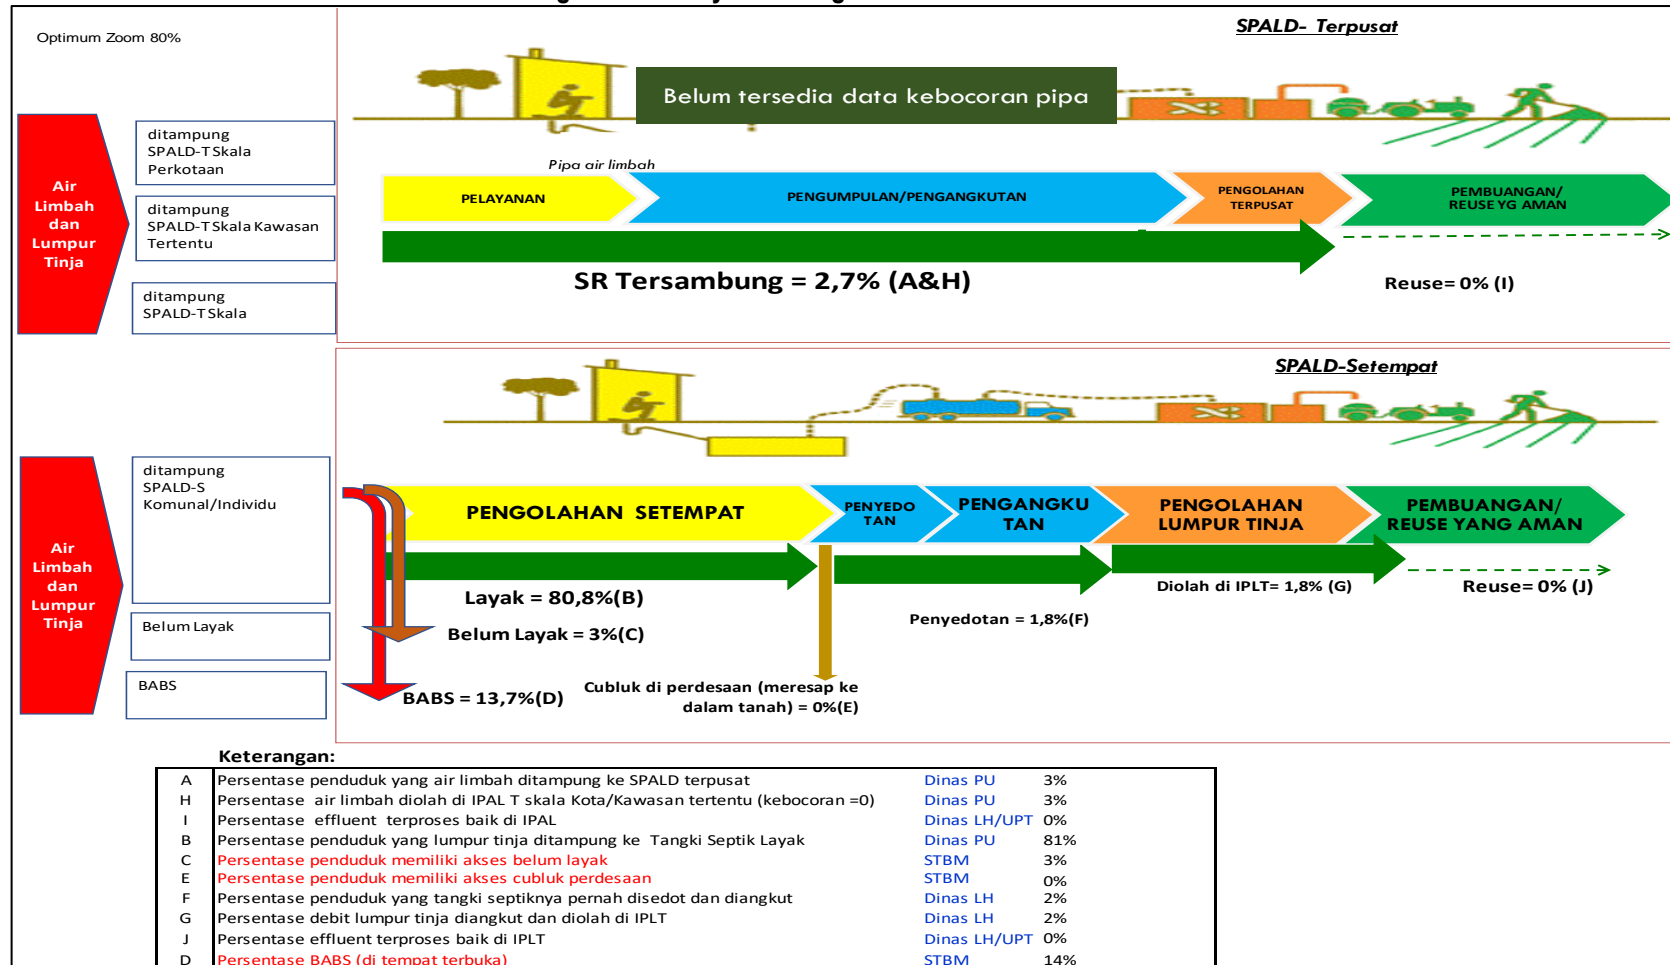 Optimum Zoom 80%
SPALD- Terpusat
Belum tersedia data kebocoran pipa
Air
Limbah
dan
Lumpur
Tinja
ditampung
SPALD-T Skala
Perkotaan
ditampung
SPALD-T Skala Kawasan
Tertentu
ditampung
SPALD-T Skala
Pipa air limbah
PELAYANAN
PENGUMPULAN/PENGANGKUTAN
PENGOLAHAN
TERPUSAT
PEMBUANGAN/
REUSE YG AMAN
SR Tersambung = 2,7% (A&H)
Reuse= 0% (I)
SPALD-Setempat
Air
Limbah
dan
Lumpur
Tinja
ditampung
SPALD-S
Komunal/Individu
Belum Layak
BABS
PENGOLAHAN SETEMPAT
PENYEDO
TAN
PENGANGKU
TAN
PENGOLAHAN
LUMPUR TINJA
PEMBUANGAN/
REUSE YANG AMAN
Layak = 80,8%(B)
Belum Layak = 3%(C)
BABS = 13,7%(D)
Cubluk di perdesaan (meresap ke
dalam tanah) = 0%(E)
Penyedotan = 1,8%(F)
Diolah di IPLT= 1,8% (G)
Reuse= 0% (J)
Keterangan:
A Persentase penduduk yang air limbah ditampung ke SPALD terpusat Dinas PU 3%
H Persentase air limbah diolah di IPAL T skala Kota/Kawasan tertentu (kebocoran =0) Dinas PU 3%
I Persentase effluent terproses baik di IPAL Dinas LH/UPT 0%
B Persentase penduduk yang lumpur tinja ditampung ke Tangki Septik Layak Dinas PU 81%
C Persentase penduduk memiliki akses belum layak STBM 3%
E Persentase penduduk memiliki akses cubluk perdesaan STBM 0%
F Persentase penduduk yang tangki septiknya pernah disedot dan diangkut Dinas LH 2%
G Persentase debit lumpur tinja diangkut dan diolah di IPLT Dinas LH 2%
J Persentase effluent terproses baik di IPLT Dinas LH/UPT 0%
D Persentase BABS (di tempat terbuka) STBM 14%